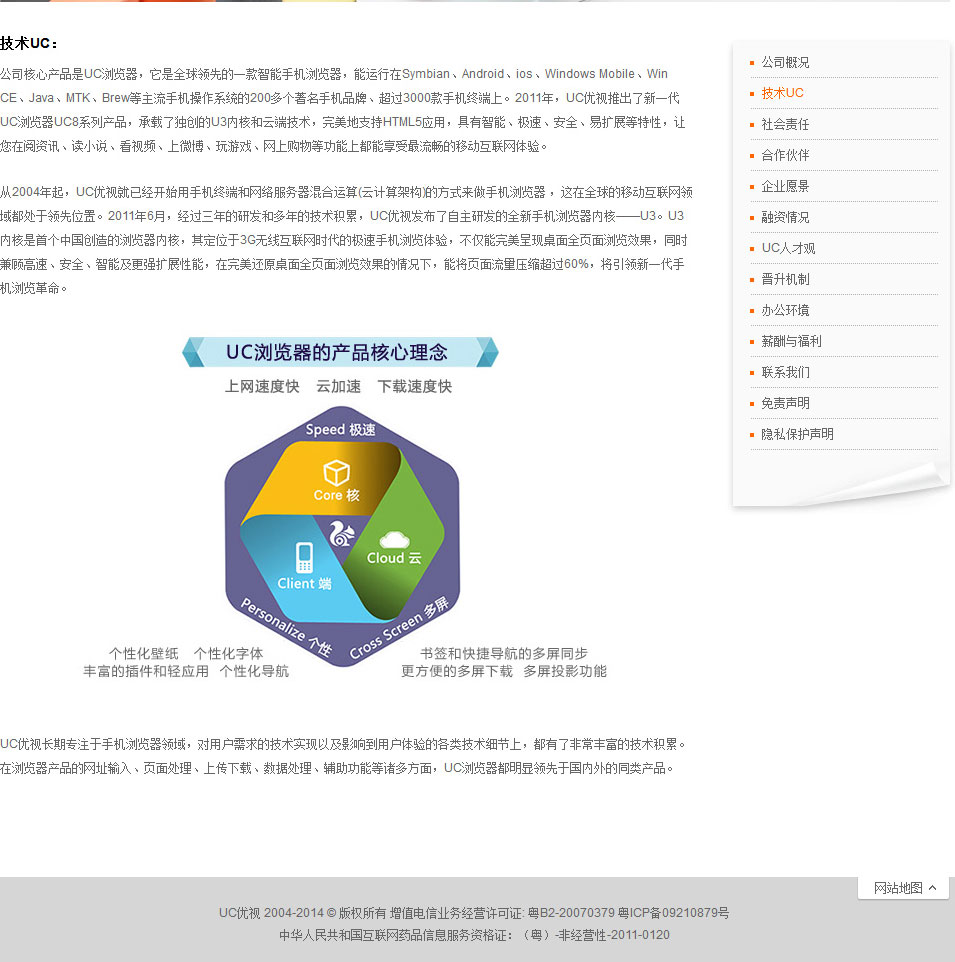 技术UC：
公司核心产品是UC浏览器，它是全球领先的一款智能手机浏览器，能运行在Symbian、Android、ios、Windows Mobile、Win
CE、Java、MTK、Brew等主流手机操作系统的200多个著名手机品牌、超过3000款手机终端上。2011年，UC优视推出了新一代
UC浏览器UC8系列产品，承载了独创的U3内核和云端技术，完美地支持HTML5应用，具有智能、极速、安全、易扩展等特性，让
您在阅资讯、读小说、看视频、上微博、玩游戏、网上购物等功能上都能享受最流畅的移动互联网体验。
从2004年起，UC优视就已经开始用手机终端和网络服务器混合运算(云计算架构)的方式来做手机浏览器 ，这在全球的移动互联网领
域都处于领先位置。2011年6月，经过三年的研发和多年的技术积累，UC优视发布了自主研发的全新手机浏览器内核——U3。U3
内核是首个中国创造的浏览器内核，其定位于3G无线互联网时代的极速手机浏览体验，不仅能完美呈现桌面全页面浏览效果，同时
兼顾高速、安全、智能及更强扩展性能，在完美还原桌面全页面浏览效果的情况下，能将页面流量压缩超过60%，将引领新一代手
机浏览革命。
UC浏览器的产品核心理念
上网速度快 云加速 下载速度快
Speed 极速
Core 核
Cloud 云
Client 端
Personalize 个性
Cross Screen 多屏
个性化壁纸 个性化字体
丰富的插件和轻应用 个性化导航
书签和快捷导航的多屏同步
更方便的多屏下载 多屏投影功能
UC优视长期专注于手机浏览器领域，对用户需求的技术实现以及影响到用户体验的各类技术细节上，都有了非常丰富的技术积累。
在浏览器产品的网址输入、页面处理、上传下载、数据处理、辅助功能等诸多方面，UC浏览器都明显领先于国内外的同类产品。
公司概况
技术UC
社会责任
合作伙伴
企业愿景
融资情况
UC人才观
晋升机制
办公环境
薪酬与福利
联系我们
免责声明
隐私保护声明
网站地图
UC优视 2004-2014 © 版权所有 增值电信业务经营许可证: 粤B2-20070379 粤ICP备09210879号
中华人民共和国互联网药品信息服务资格证：（粤）-非经营性-2011-0120